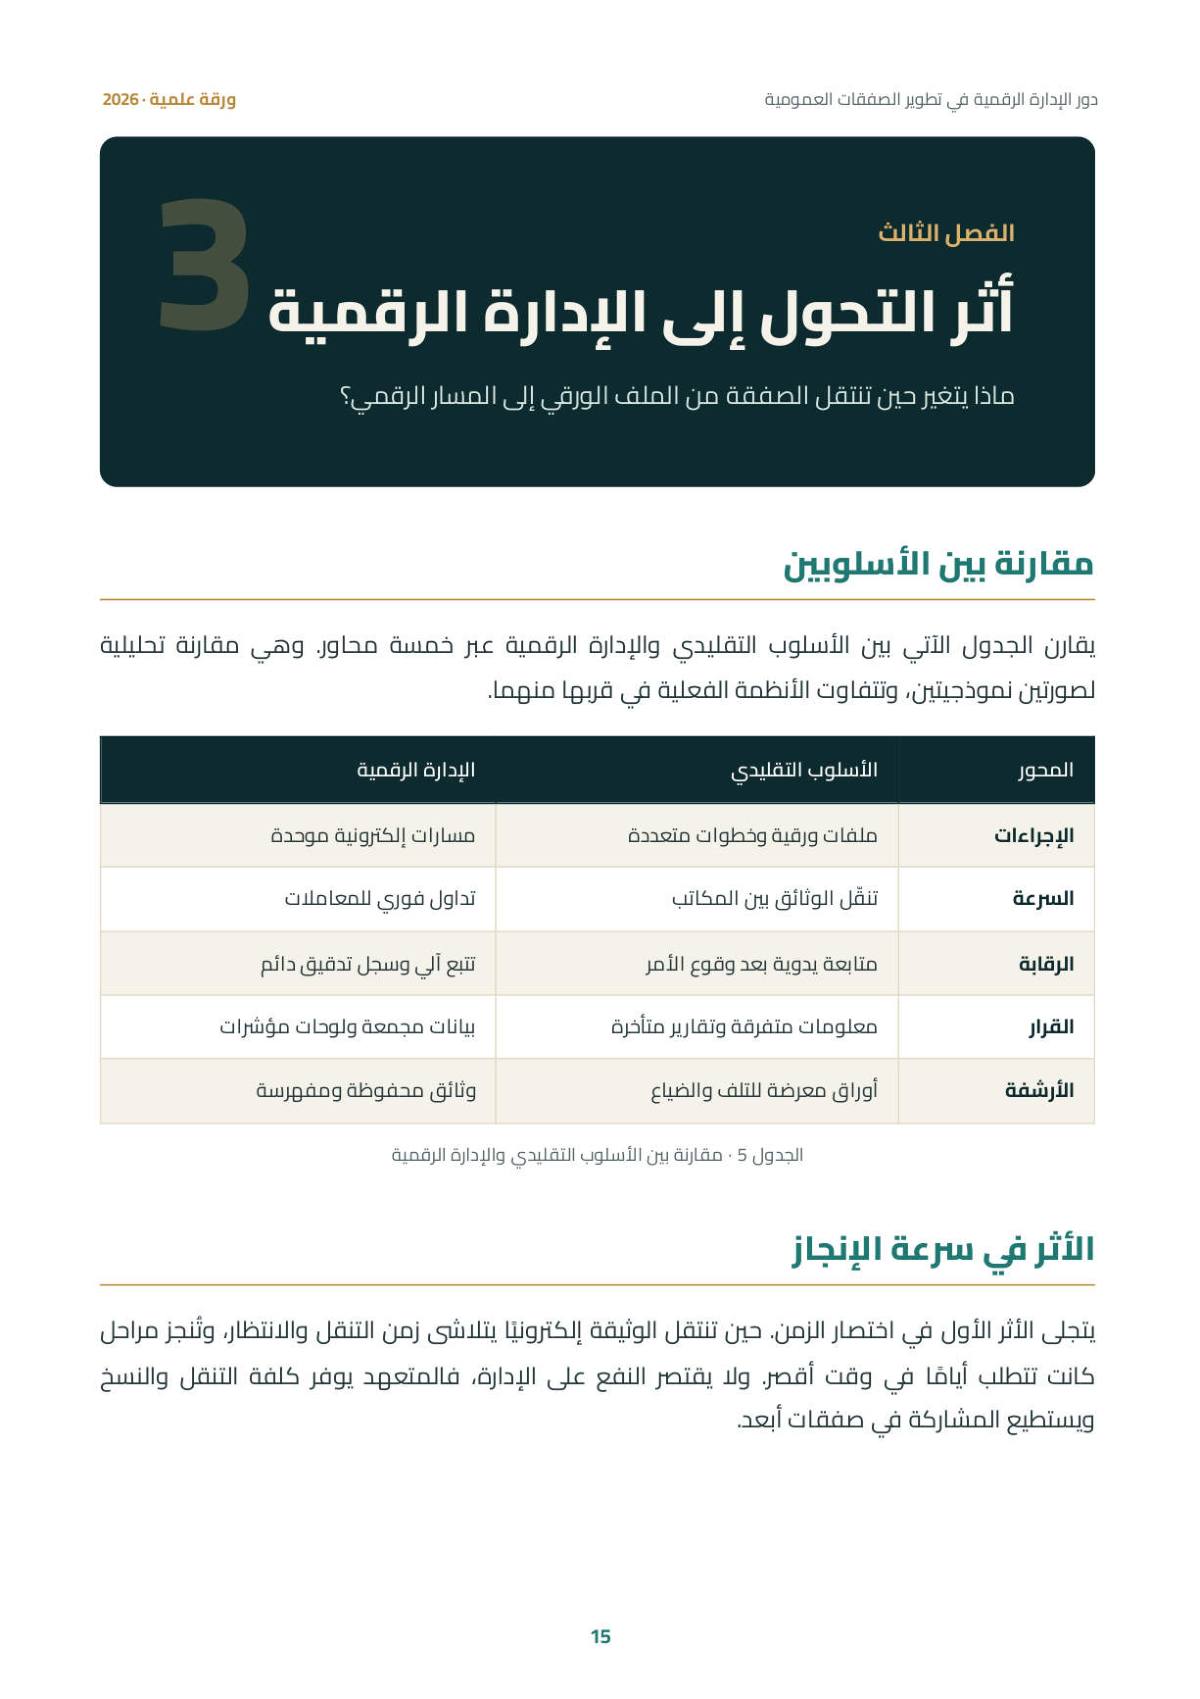 دور الإدارة الرقمية في تطوير الصفقات العمومية
ورقة علمية · 2026
الفصل الثالث
أثر التحول إلى الإدارة الرقمية
3
ماذا يتغير حين تنتقل الصفقة من الملف الورقي إلى المسار الرقمي؟
مقارنة بين الأسلوبين
يقارن الجدول الآتي بين الأسلوب التقليدي والإدارة الرقمية عبر خمسة محاور. وهي مقارنة تحليلية
لصورتين نموذجيتين، وتتفاوت الأنظمة الفعلية في قربها منهما.
المحور الأسلوب التقليدي الإدارة الرقمية
الإجراءات ملفات ورقية وخطوات متعددة مسارات إلكترونية موحدة
السرعة تنقّل الوثائق بين المكاتب تداول فوري للمعاملات
الرقابة متابعة يدوية بعد وقوع الأمر تتبع آلي وسجل تدقيق دائم
القرار معلومات متفرقة وتقارير متأخرة بيانات مجمعة ولوحات مؤشرات
الأرشفة أوراق معرضة للتلف والضياع وثائق محفوظة ومفهرسة
الجدول 5 · مقارنة بين الأسلوب التقليدي والإدارة الرقمية
الأثر في سرعة الإنجاز
يتجلى الأثر الأول في اختصار الزمن. حين تنتقل الوثيقة إلكترونيًا يتلاشى زمن التنقل والانتظار، وتُنجز مراحل
كانت تتطلب أيامًا في وقت أقصر. ولا يقتصر النفع على الإدارة، فالمتعهد يوفر كلفة التنقل والنسخ
ويستطيع المشاركة في صفقات أبعد.
15